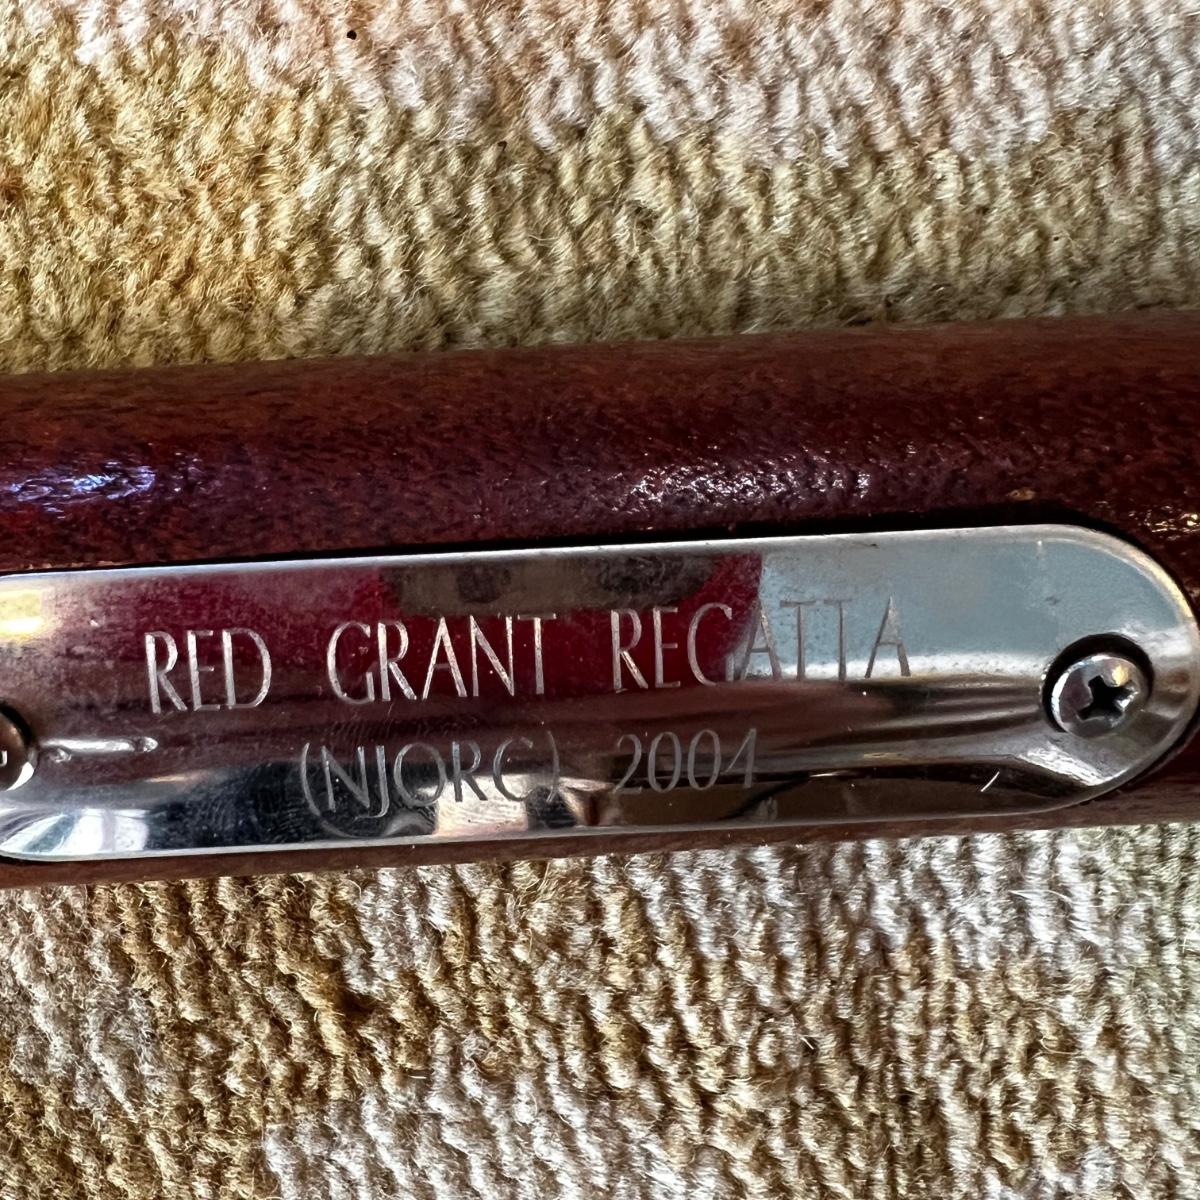 RED GRANT REGATTA
(NJORC) 2004